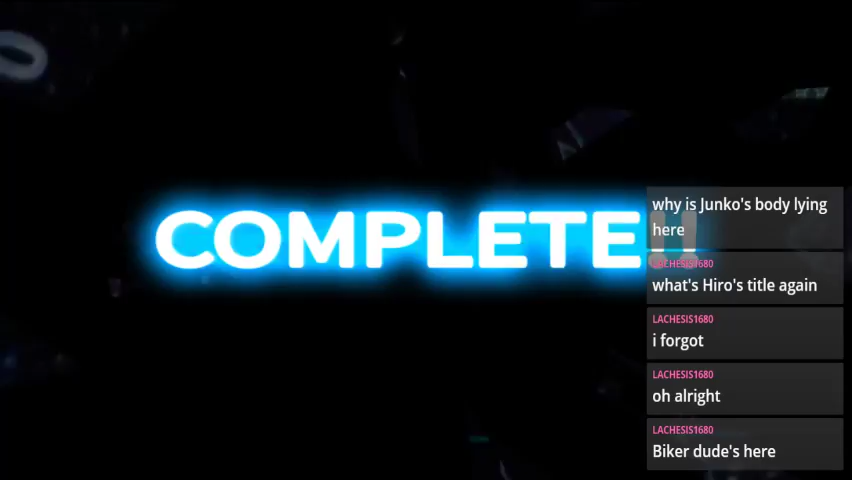 COMPLETE!!
why is Junko's body lying
here
LACHESIS1680
what's Hiro's title again
LACHESIS1680
i forgot
LACHESIS1680
oh alright
LACHESIS1680
Biker dude's here